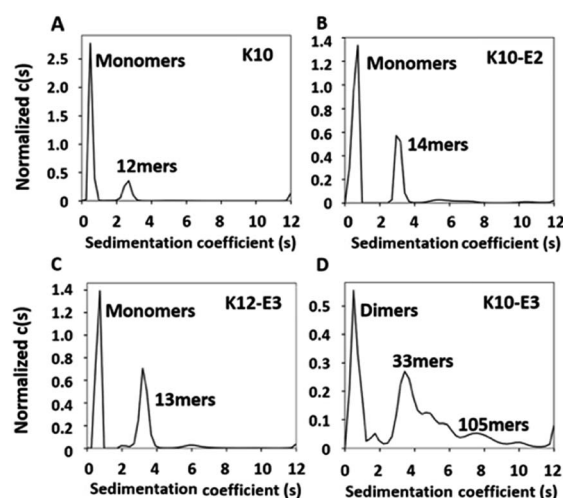 A
K10
Monomers
12mers
Normalized c(s)
2.5
2.0
1.5
1.0
0.5
0.0
0 2 4 6 8 10 12
Sedimentation coefficient (s)
B
K10-E2
Monomers
14mers
1.4
1.2
1.0
0.8
0.6
0.4
0.2
0
0 2 4 6 8 10 12
Sedimentation coefficient (s)
C
K12-E3
Monomers
13mers
Normalized c(s)
1.4
1.2
1.0
0.8
0.6
0.4
0.2
0
0 2 4 6 8 10 12
Sedimentation coefficient (s)
D
K10-E3
Dimers
33mers
105mers
0.5
0.4
0.3
0.2
0.1
0
0 2 4 6 8 10 12
Sedimentation coefficient (s)